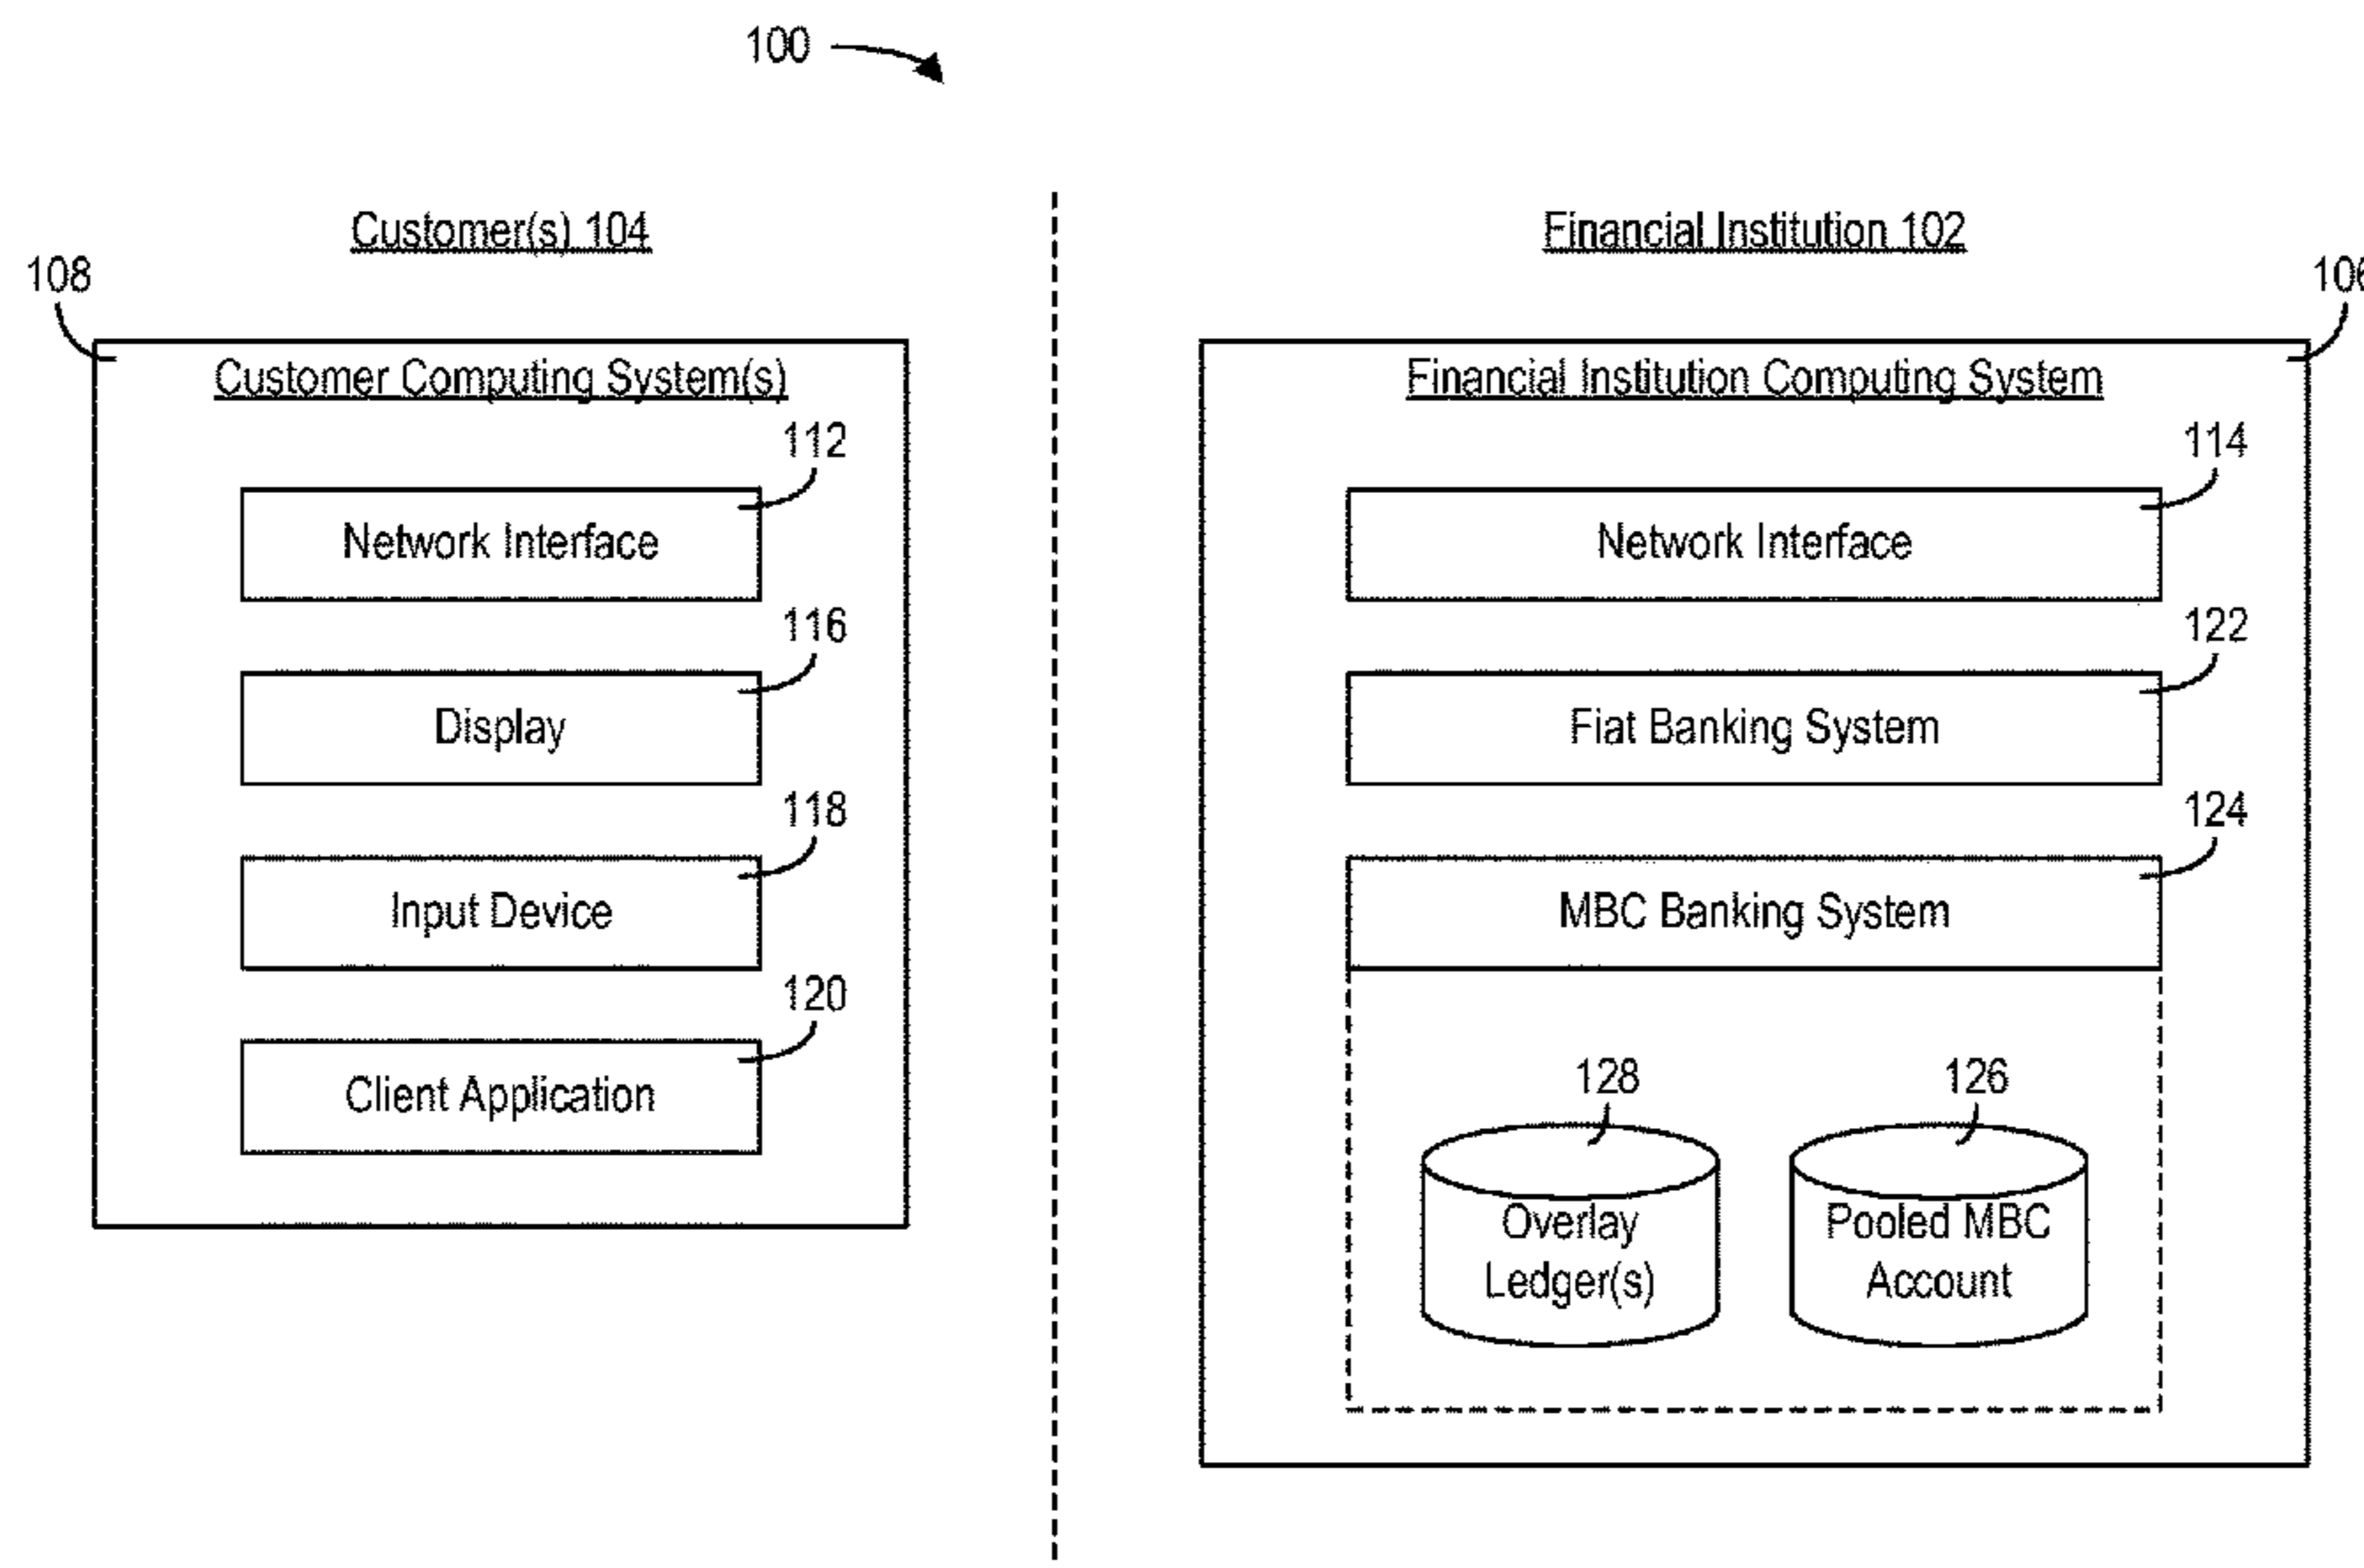 100
Customer(s) 104
108
Customer Computing System(s)
112
Network Interface
116
Display
118
Input Device
120
Client Application
Financial Institution 102
106
Financial Institution Computing System
114
Network Interface
122
Fiat Banking System
124
MBC Banking System
128
Overlay
Ledger(s)
126
Pooled MBC
Account